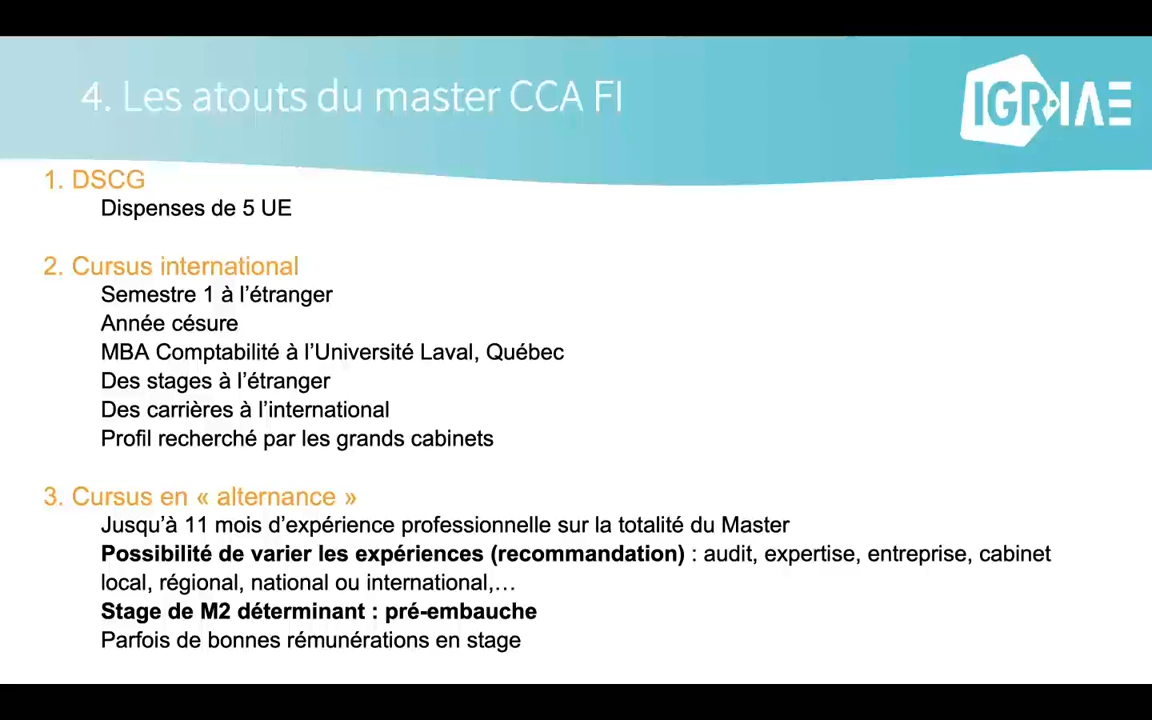 4. Les atouts du master CCA FI
IGR-IAE
1. DSCG
Dispenses de 5 UE
2. Cursus international
Semestre 1 à l’étranger
Année césure
MBA Comptabilité à l’Université Laval, Québec
Des stages à l’étranger
Des carrières à l’international
Profil recherché par les grands cabinets
3. Cursus en « alternance »
Jusqu’à 11 mois d’expérience professionnelle sur la totalité du Master
Possibilité de varier les expériences (recommandation) : audit, expertise, entreprise, cabinet
local, régional, national ou international,…
Stage de M2 déterminant : pré-embauche
Parfois de bonnes rémunérations en stage